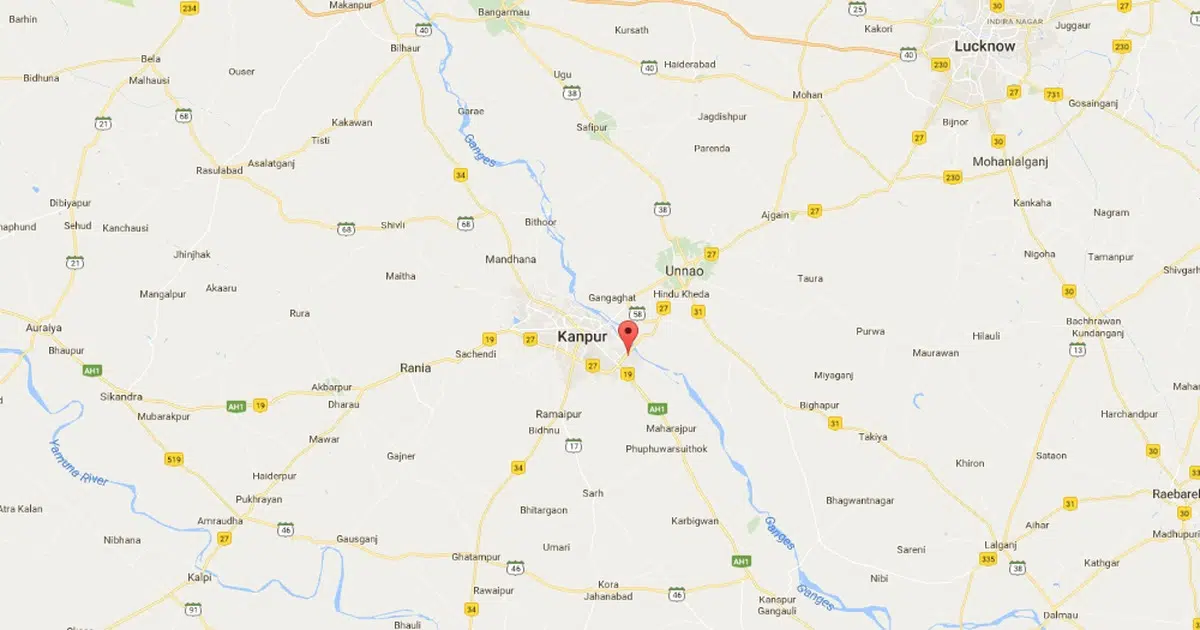 Makanpur
Bangarmau
Barhin
234
40
Kursath
25
Kakori
30
INDIRA NAGAR
Juggaur
27
Lucknow
230
Bilhaur
40
Bela
Ouser
Ugu
40
Haiderabad
230
Bidhuna
Malhausi
38
Mohan
27
731
Gosainganj
Garae
68
21
Kakawan
Safipur
Jagdishpur
Bijnor
27
30
Tisti
Ganges
Parenda
Mohanlalganj
Asalatganj
Rasulabad
34
230
Dibiyapur
38
Kankaha
Nagram
Ajgain
27
naphund
Sehud
Kanchausi
68
Shivli
68
Bithoor
Jhinjhak
Mandhana
27
Nigoha
Tamanpur
21
Unnao
Shivgarh
Maitha
Taura
Akaaru
Mangalpur
Hindu Kheda
30
Gangaghat
Rura
58
27
31
Bachhrawan
Kundanganj
Auraiya
Purwa
Hilauli
Kanpur
19
27
13
Bhaupur
Sachendi
Maurawan
AH1
Rania
27
19
Miyaganj
Akbarpur
Mahar
Sikandra
AH1
19
Dharau
AH1
Bighapur
Mubarakpur
Ramaipur
Harchandpur
31
Bidhnu
Maharajpur
Takiya
Mawar
17
Phuphuwarsuithok
30
Yamuna River
519
Gajner
Khiron
Sataon
34
Haiderpur
33
Sarh
Raebarel
Pukhrayan
Bhagwantnagar
31
Atra Kalan
Bhitargaon
30
Amraudha
Karbigwan
Aihar
46
Ganges
Madhupuri
27
Nibhana
Gausganj
Umari
Sareni
Lalganj
Ghatampur
335
AH1
Kathgar
46
38
Kalpi
Nibi
Kora
Jahanabad
46
Rawaipur
Ganges
Kanspur
Gangauli
91
34
Dalmau
Bhauli